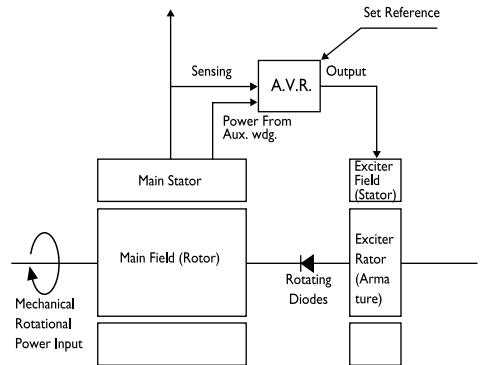 Set Reference
Sensing
A.V.R.
Output
Power From
Aux. wdg.
Main Stator
Exciter
Field
(Stator)
Main Field (Rotor)
Exciter
Rator
(Arma
ture)
Rotating
Diodes
Mechanical
Rotational
Power Input